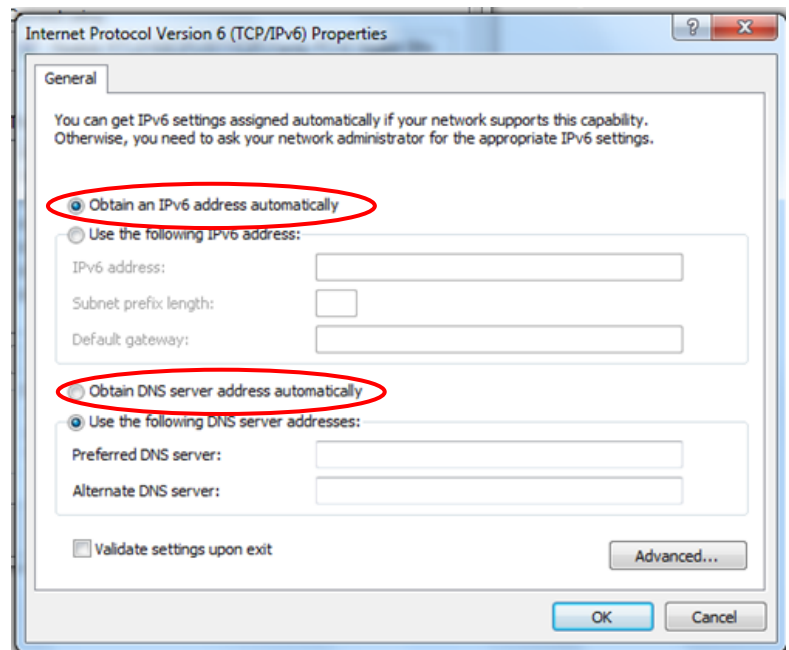 Internet Protocol Version 6 (TCP/IPv6) Properties
General
You can get IPv6 settings assigned automatically if your network supports this capability.
Otherwise, you need to ask your network administrator for the appropriate IPv6 settings.
Obtain an IPv6 address automatically
Use the following IPv6 address:
IPv6 address:
Subnet prefix length:
Default gateway:
Obtain DNS server address automatically
Use the following DNS server addresses:
Preferred DNS server:
Alternate DNS server:
Validate settings upon exit
Advanced...
OK
Cancel